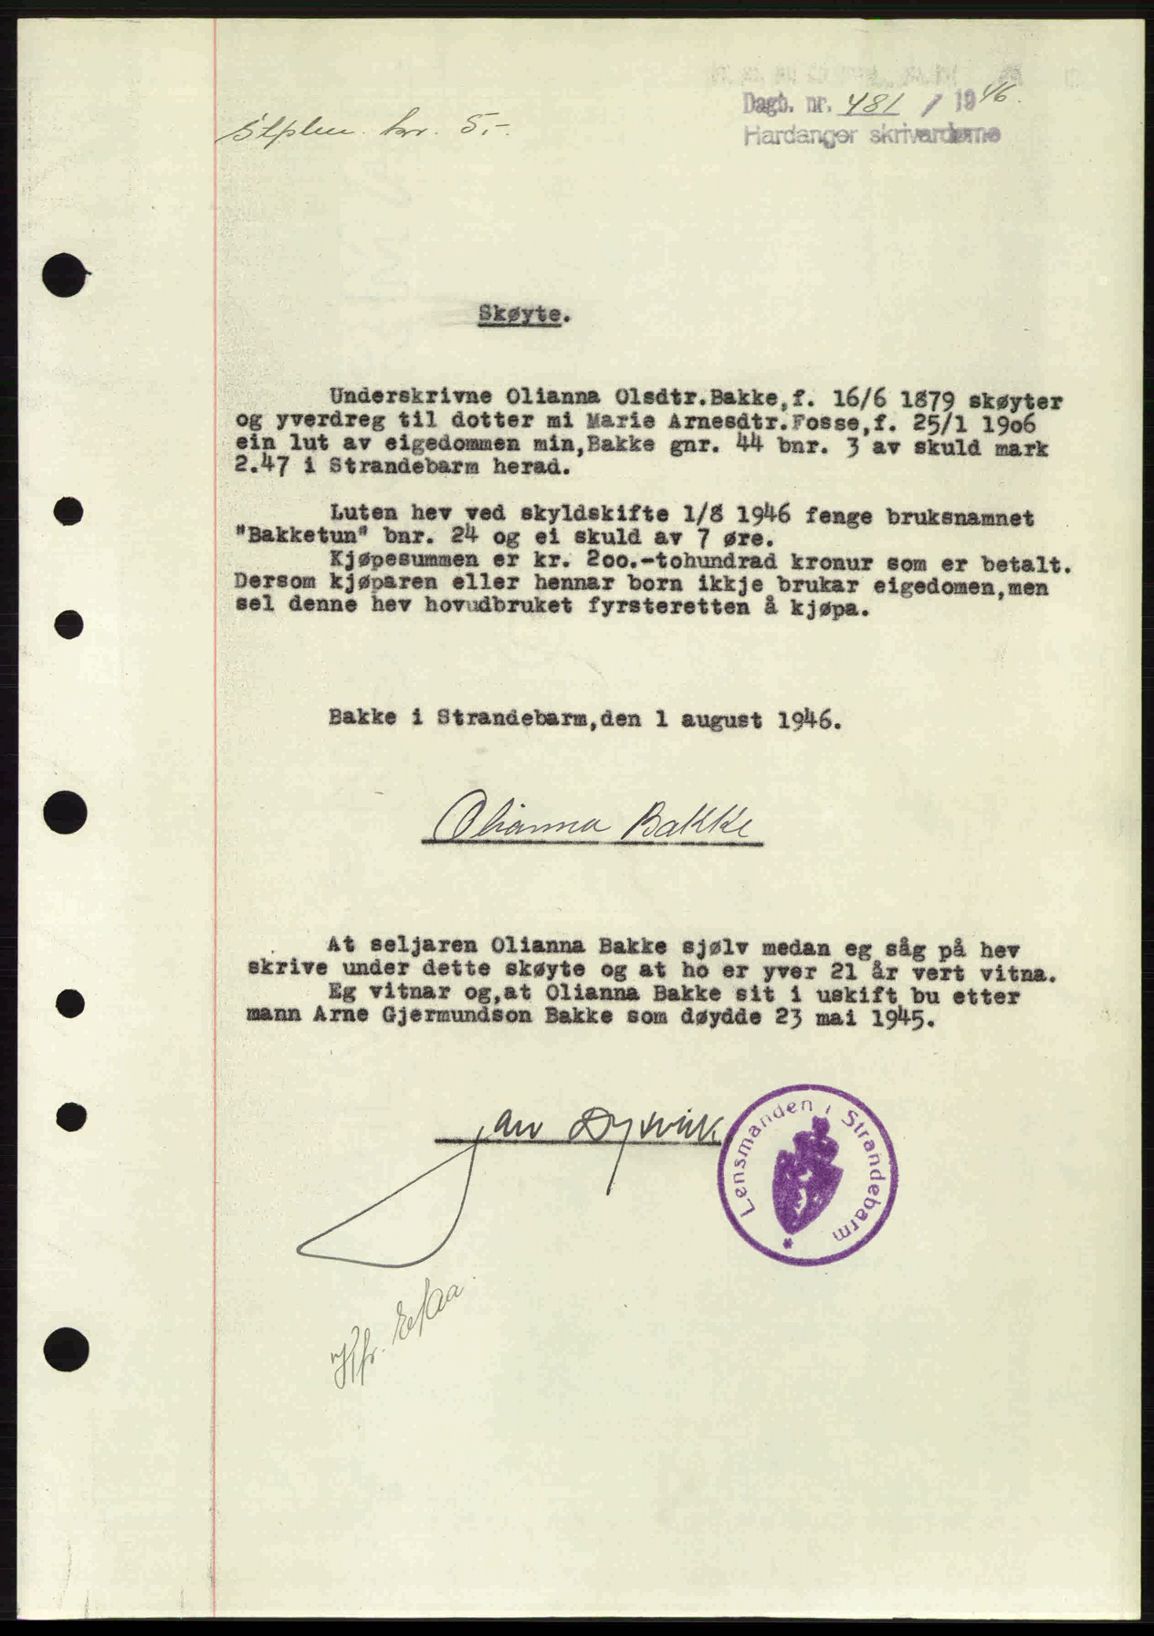 Dagb. nr. 481 / 1946.
Hardanger skrivardøme
Stplm. kr. 5,-.
Skøyte.
Underskrivne Olianna Olsdtr.Bakke,f. 16/6 1879 skøyter
og yverdreg til dotter mi Marie Arnesdtr.Fosse,f. 25/1 19o6
ein lut av eigedommen min,Bakke gnr. 44 bnr. 3 av skuld mark
2.47 i Strandebarm herad.
Luten hev ved skyldskifte 1/8 1946 fenge bruksnamnet
"Bakketun" bnr. 24 og ei skuld av 7 øre.
Kjøpesummen er kr. 2oo.-tohundrad kronur som er betalt.
Dersom kjøparen eller hennar born ikkje brukar eigedomen,men
sel denne hev hovudbruket fyrsteretten å kjøpa.
Bakke i Strandebarm,den 1 august 1946.
Olianna Bakke
At seljaren Olianna Bakke sjølv medan eg såg på hev
skrive under dette skøyte og at ho er yver 21 år vert vitna.
Eg vitnar og,at Olianna Bakke sit i uskift bu etter
mann Arne Gjermundson Bakke som døydde 23 mai 1945.
Jan Dysvik
Lensmanden i Strandebarm